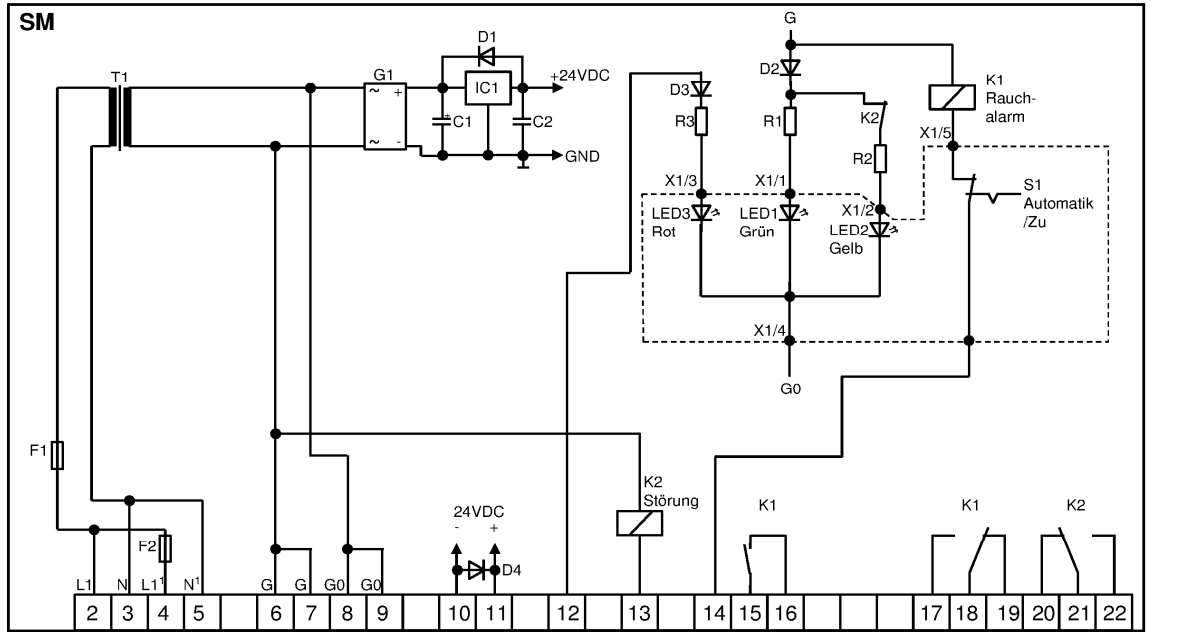 SM
G
D1
T1
G1
D2
+24VDC
~ +
IC1
K1
Rauch-
alarm
D3
C1
C2
R3
R1
K2
X1/5
~ -
GND
R2
X1/3
X1/1
S1
Automatik
/Zu
X1/2
LED3
Rot
LED1
Grün
LED2
Gelb
X1/4
G0
F1
K2
Störung
24VDC
- +
K1
K1
K2
F2
D4
L1 N L1¹ N¹ G G G0 G0
2 3 4 5 6 7 8 9 10 11 12 13 14 15 16 17 18 19 20 21 22